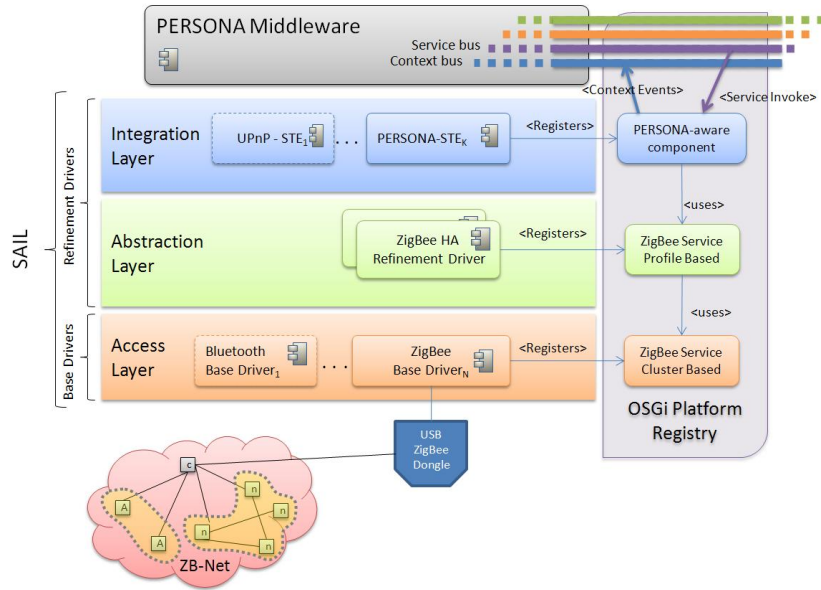 PERSONA Middleware
Service bus
Context bus
<Context Events>
<Service Invoke>
SAIL
Refinement Drivers
Base Drivers
Integration
Layer
UPnP - STE1
...
PERSONA-STEK
<Registers>
PERSONA-aware
component
<uses>
Abstraction
Layer
ZigBee HA
Refinement Driver
<Registers>
ZigBee Service
Profile Based
<uses>
Access
Layer
Bluetooth
Base Driver1
...
ZigBee
Base DriverN
<Registers>
ZigBee Service
Cluster Based
OSGi Platform
Registry
USB
ZigBee
Dongle
c
A
A
n
n
n
n
ZB-Net